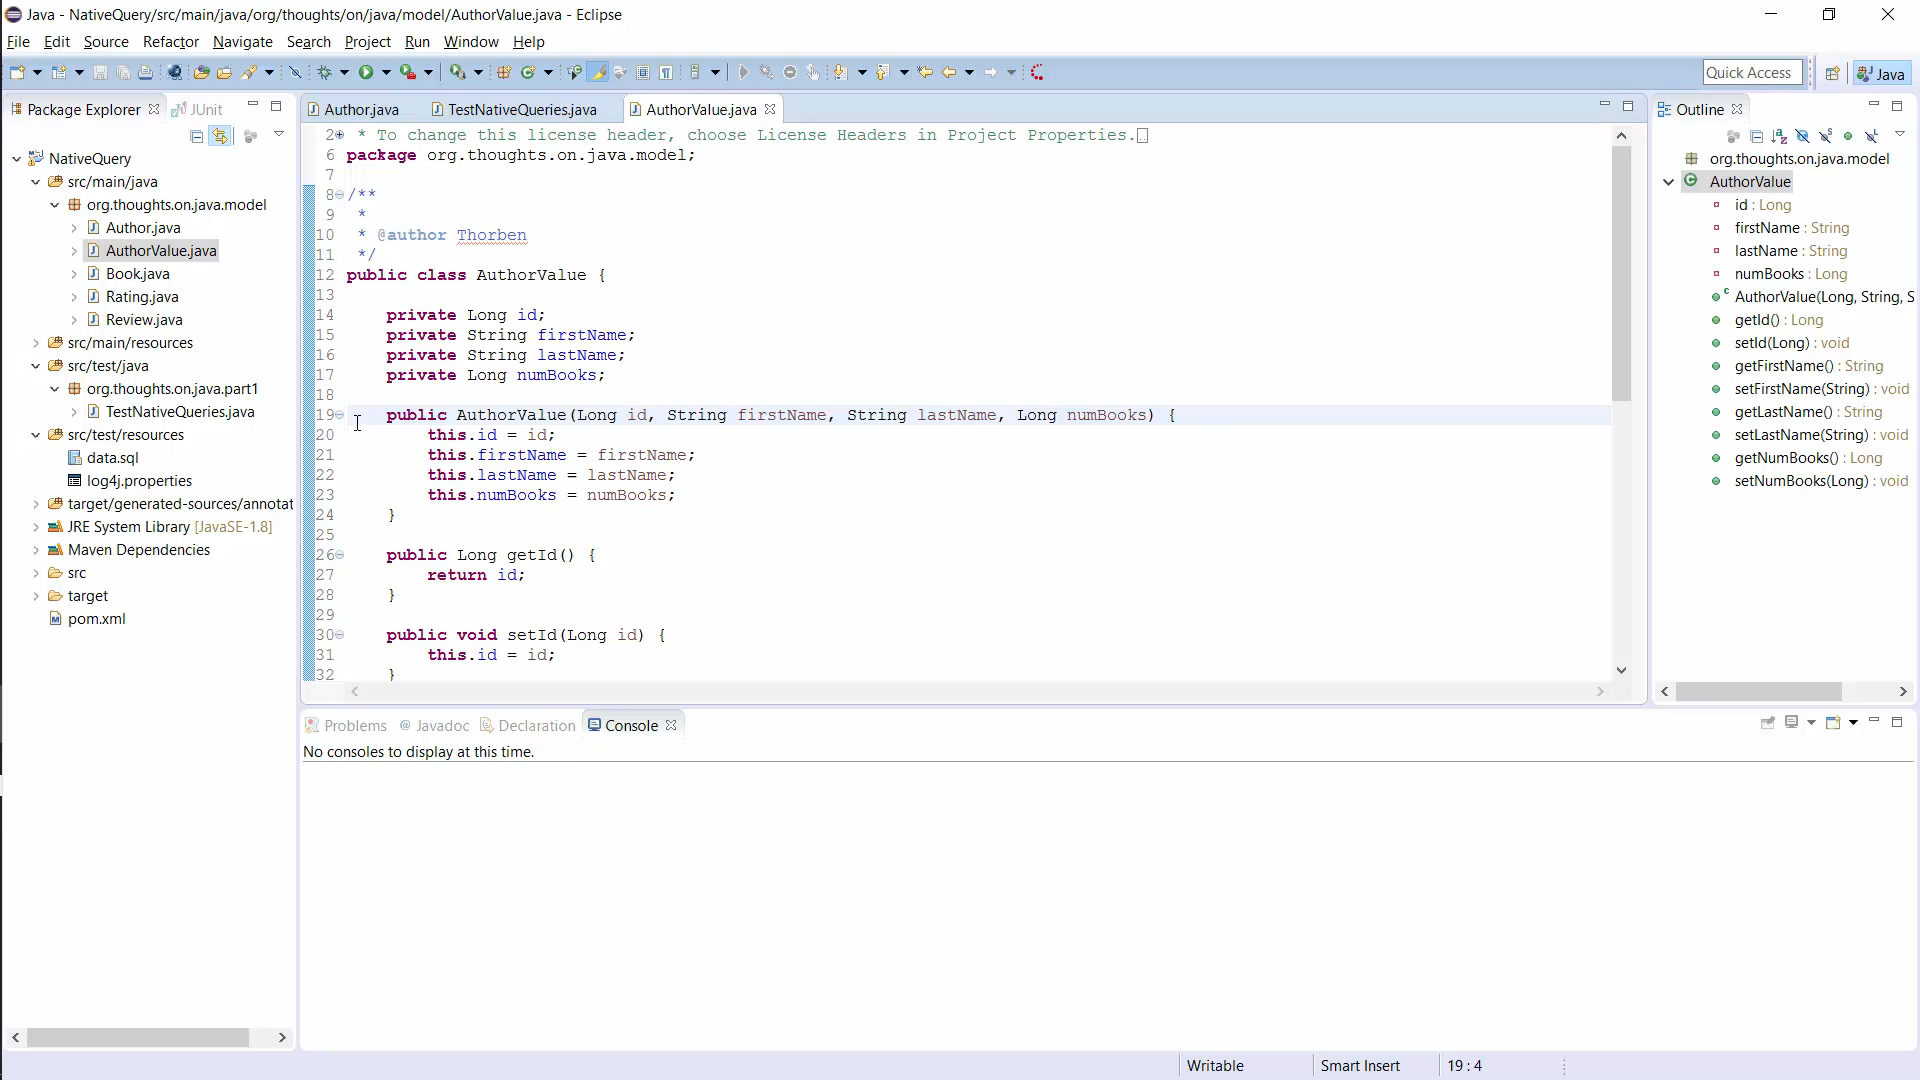 Java - NativeQuery/src/main/java/org/thoughts/on/java/model/AuthorValue.java - Eclipse
File Edit Source Refactor Navigate Search Project Run Window Help
Quick Access
Java
Package Explorer
JUnit
NativeQuery
src/main/java
org.thoughts.on.java.model
Author.java
AuthorValue.java
Book.java
Rating.java
Review.java
src/main/resources
src/test/java
org.thoughts.on.java.part1
TestNativeQueries.java
src/test/resources
data.sql
log4j.properties
target/generated-sources/annotat
JRE System Library [JavaSE-1.8]
Maven Dependencies
src
target
pom.xml
Author.java TestNativeQueries.java AuthorValue.java
2 * To change this license header, choose License Headers in Project Properties.
6 package org.thoughts.on.java.model;
7
8 /**
9 *
10 * @author Thorben
11 */
12 public class AuthorValue {
13
14 private Long id;
15 private String firstName;
16 private String lastName;
17 private Long numBooks;
18
19 public AuthorValue(Long id, String firstName, String lastName, Long numBooks) {
20 this.id = id;
21 this.firstName = firstName;
22 this.lastName = lastName;
23 this.numBooks = numBooks;
24 }
25
26 public Long getId() {
27 return id;
28 }
29
30 public void setId(Long id) {
31 this.id = id;
32 }
Outline
org.thoughts.on.java.model
AuthorValue
id : Long
firstName : String
lastName : String
numBooks : Long
AuthorValue(Long, String, S
getId() : Long
setId(Long) : void
getFirstName() : String
setFirstName(String) : void
getLastName() : String
setLastName(String) : void
getNumBooks() : Long
setNumBooks(Long) : void
Problems @ Javadoc Declaration Console
No consoles to display at this time.
Writable Smart Insert 19 : 4